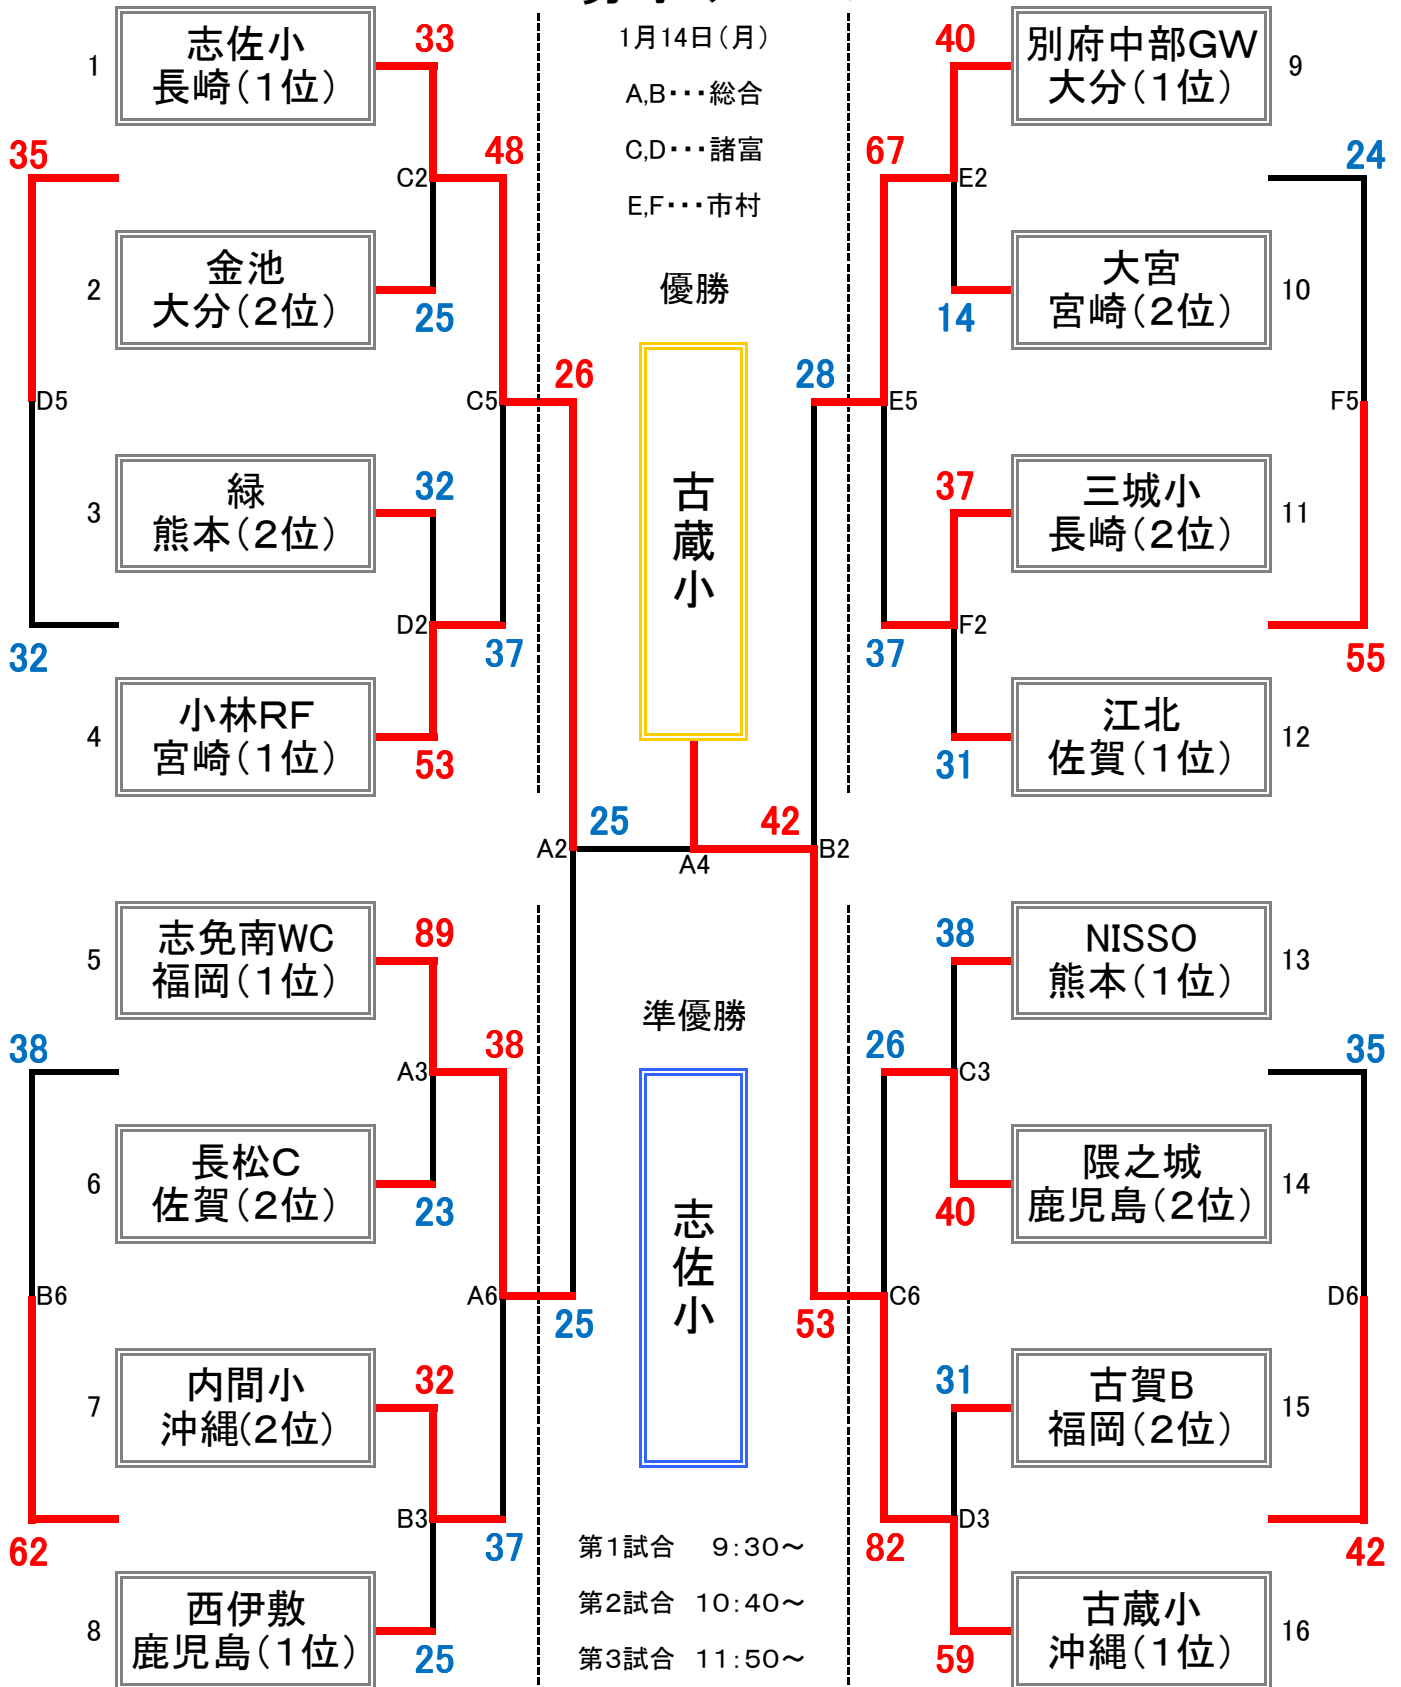 1月14日(月)
A,B･･･総合
C,D･･･諸富
E,F･･･市村
優勝
古蔵小
準優勝
志佐小
第1試合 9:30～
第2試合 10:40～
第3試合 11:50～
1
志佐小
長崎(1位)
33
35
48
C2
2
金池
大分(2位)
25
26
D5
C5
3
緑
熊本(2位)
32
D2
32
37
4
小林RF
宮崎(1位)
53
25
A2
A4
42
B2
5
志免南WC
福岡(1位)
89
38
38
A3
6
長松C
佐賀(2位)
23
B6
A6
25
7
内間小
沖縄(2位)
32
B3
62
37
8
西伊敷
鹿児島(1位)
25
40
別府中部GW
大分(1位)
9
67
24
E2
大宮
宮崎(2位)
10
14
28
E5
F5
37
三城小
長崎(2位)
11
F2
37
55
江北
佐賀(1位)
12
31
38
NISSO
熊本(1位)
13
26
35
C3
隈之城
鹿児島(2位)
14
40
C6
D6
53
31
古賀B
福岡(2位)
15
D3
82
42
古蔵小
沖縄(1位)
16
59